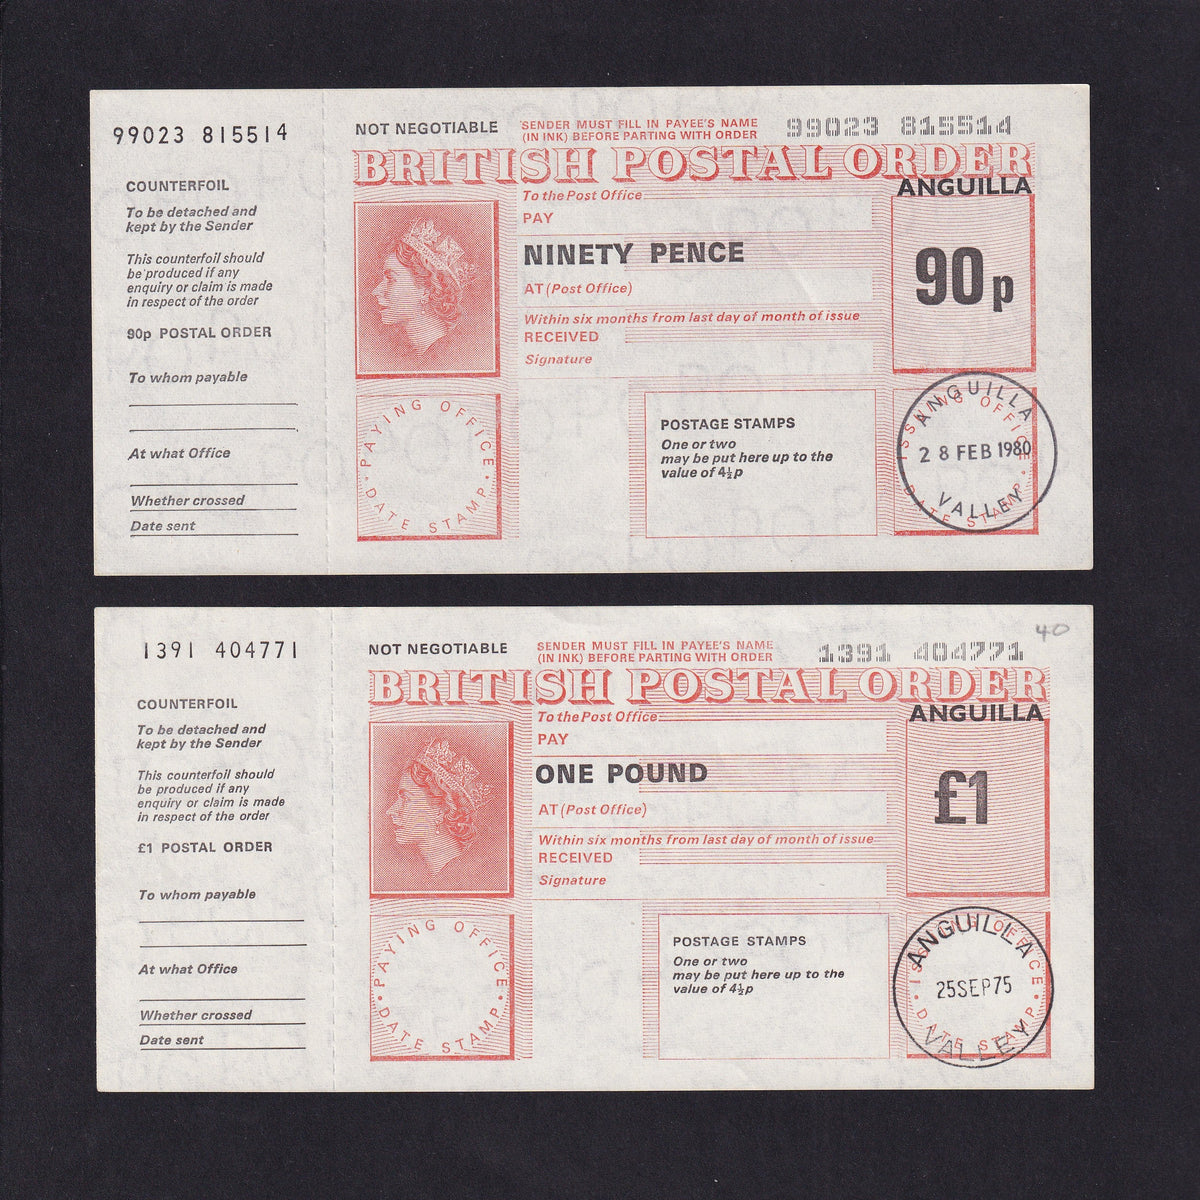 99023 815514
COUNTERFOIL
To be detached and
kept by the Sender
This counterfoil should
be produced if any
enquiry or claim is made
in respect of the order
90p POSTAL ORDER
To whom payable
At what Office
Whether crossed
Date sent
NOT NEGOTIABLE
SENDER MUST FILL IN PAYEE'S NAME
(IN INK) BEFORE PARTING WITH ORDER
99023 815514
BRITISH POSTAL ORDER
ANGUILLA
To the Post Office
PAY
NINETY PENCE
90p
AT (Post Office)
Within six months from last day of month of issue
RECEIVED
Signature
PAYING OFFICE
DATE STAMP
POSTAGE STAMPS
One or two
may be put here up to the
value of 4½p
ISSUING OFFICE
DATE STAMP
ANGUILLA
28 FEB 1980
VALLEY
1391 404771
COUNTERFOIL
To be detached and
kept by the Sender
This counterfoil should
be produced if any
enquiry or claim is made
in respect of the order
£1 POSTAL ORDER
To whom payable
At what Office
Whether crossed
Date sent
40
NOT NEGOTIABLE
SENDER MUST FILL IN PAYEE'S NAME
(IN INK) BEFORE PARTING WITH ORDER
1391 404771
BRITISH POSTAL ORDER
ANGUILLA
To the Post Office
PAY
ONE POUND
£1
AT (Post Office)
Within six months from last day of month of issue
RECEIVED
Signature
PAYING OFFICE
DATE STAMP
POSTAGE STAMPS
One or two
may be put here up to the
value of 4½p
ISSUING OFFICE
DATE STAMP
ANGUILLA
25SEP75
VALLEY